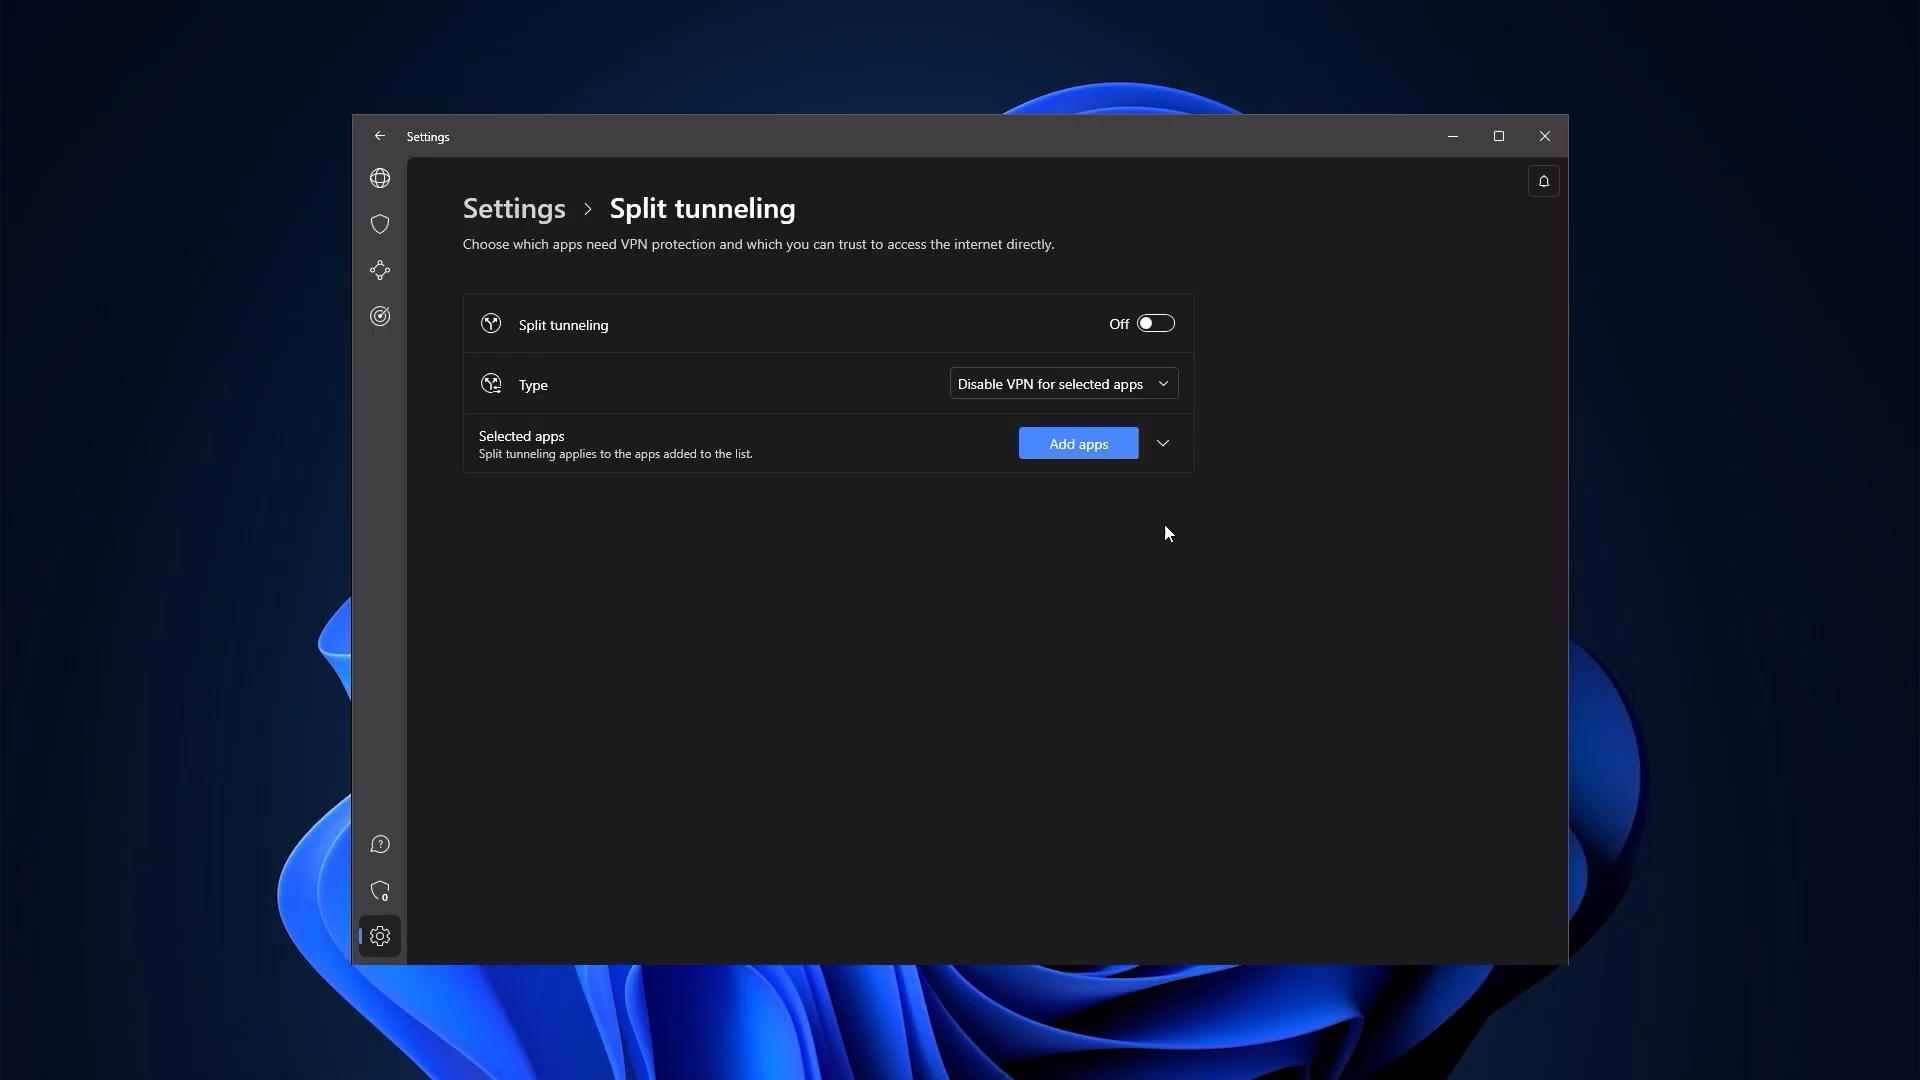 Settings
Settings > Split tunneling
Choose which apps need VPN protection and which you can trust to access the internet directly.
Split tunneling
Off
Type
Disable VPN for selected apps
Selected apps
Split tunneling applies to the apps added to the list.
Add apps
?
0